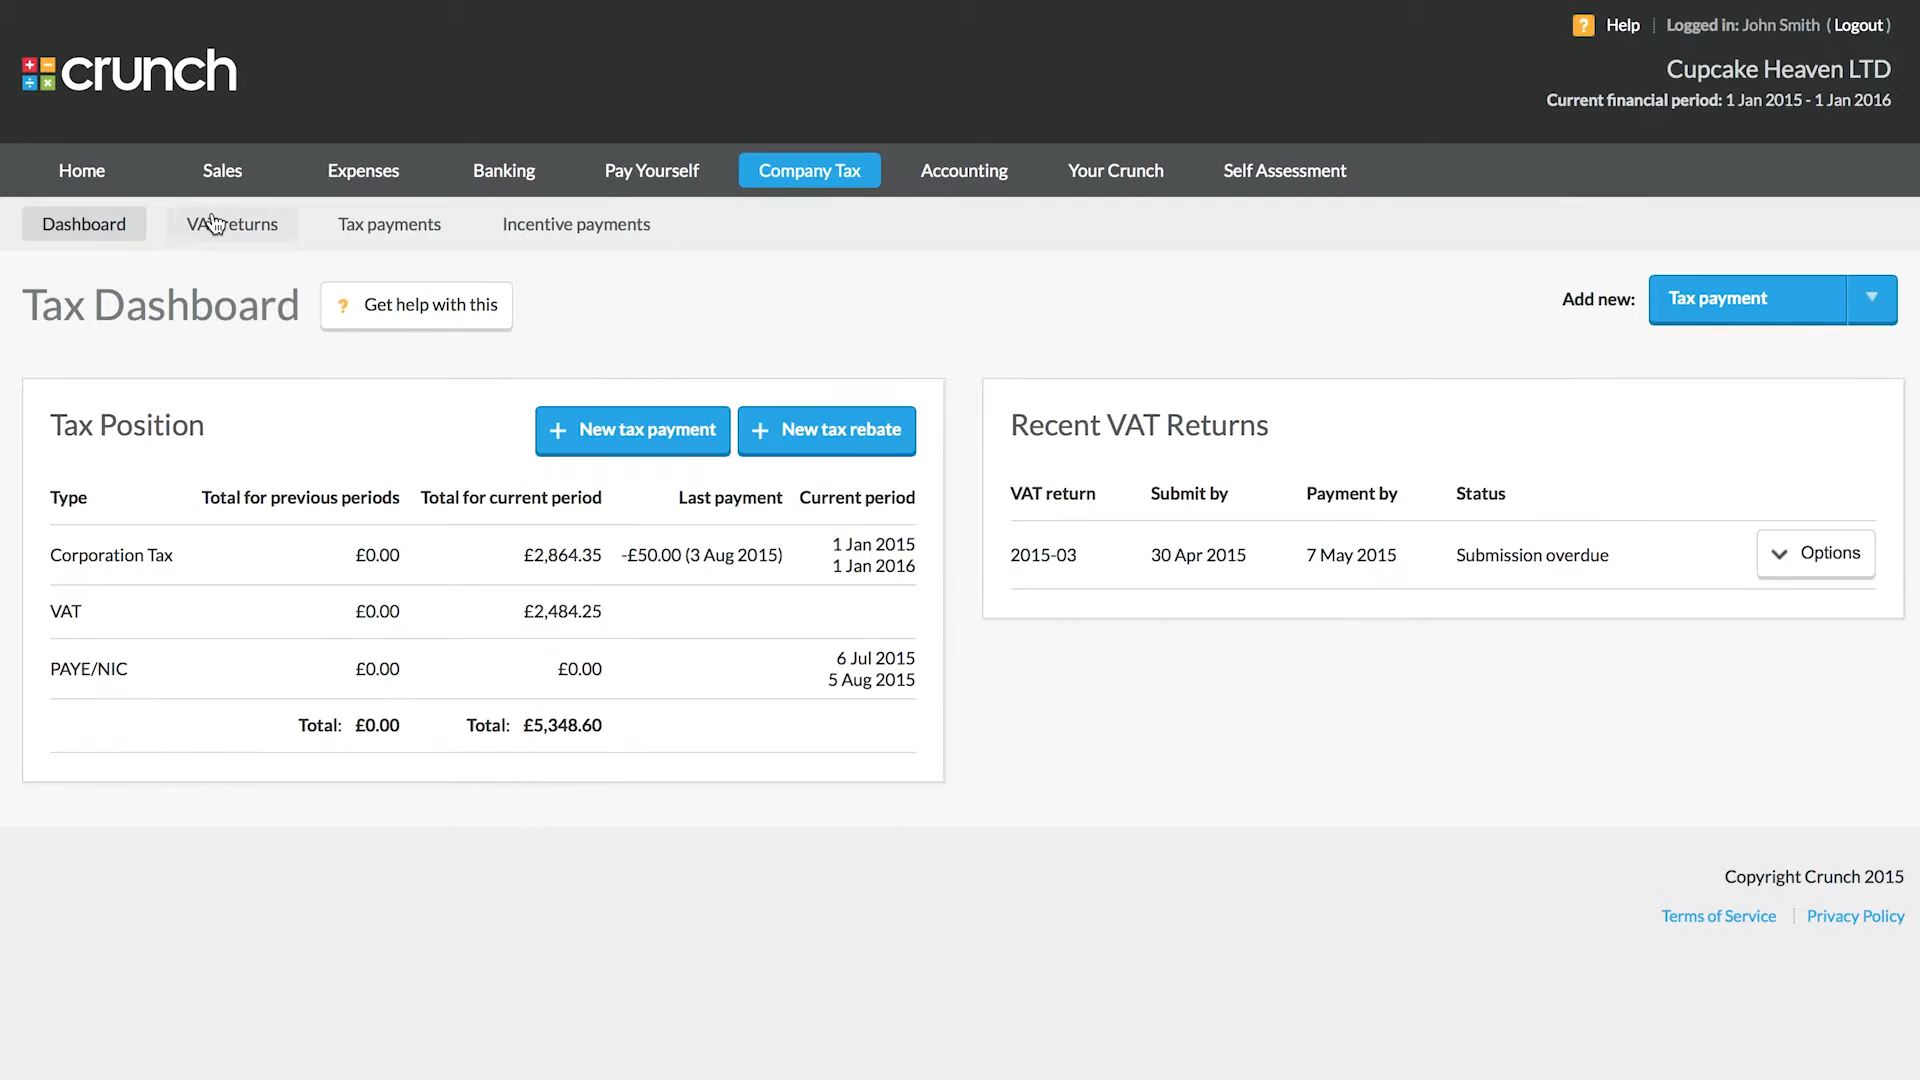 ? Help Logged in: John Smith ( Logout )
crunch
Cupcake Heaven LTD
Current financial period: 1 Jan 2015 - 1 Jan 2016
Home Sales Expenses Banking Pay Yourself Company Tax Accounting Your Crunch Self Assessment
Dashboard VAT returns Tax payments Incentive payments
Tax Dashboard ? Get help with this Add new: Tax payment
Tax Position + New tax payment + New tax rebate
Type Total for previous periods Total for current period Last payment Current period
Corporation Tax £0.00 £2,864.35 -£50.00 (3 Aug 2015) 1 Jan 2015
1 Jan 2016
VAT £0.00 £2,484.25
PAYE/NIC £0.00 £0.00 6 Jul 2015
5 Aug 2015
Total: £0.00 Total: £5,348.60
Recent VAT Returns
VAT return Submit by Payment by Status
2015-03 30 Apr 2015 7 May 2015 Submission overdue Options
Copyright Crunch 2015
Terms of Service Privacy Policy